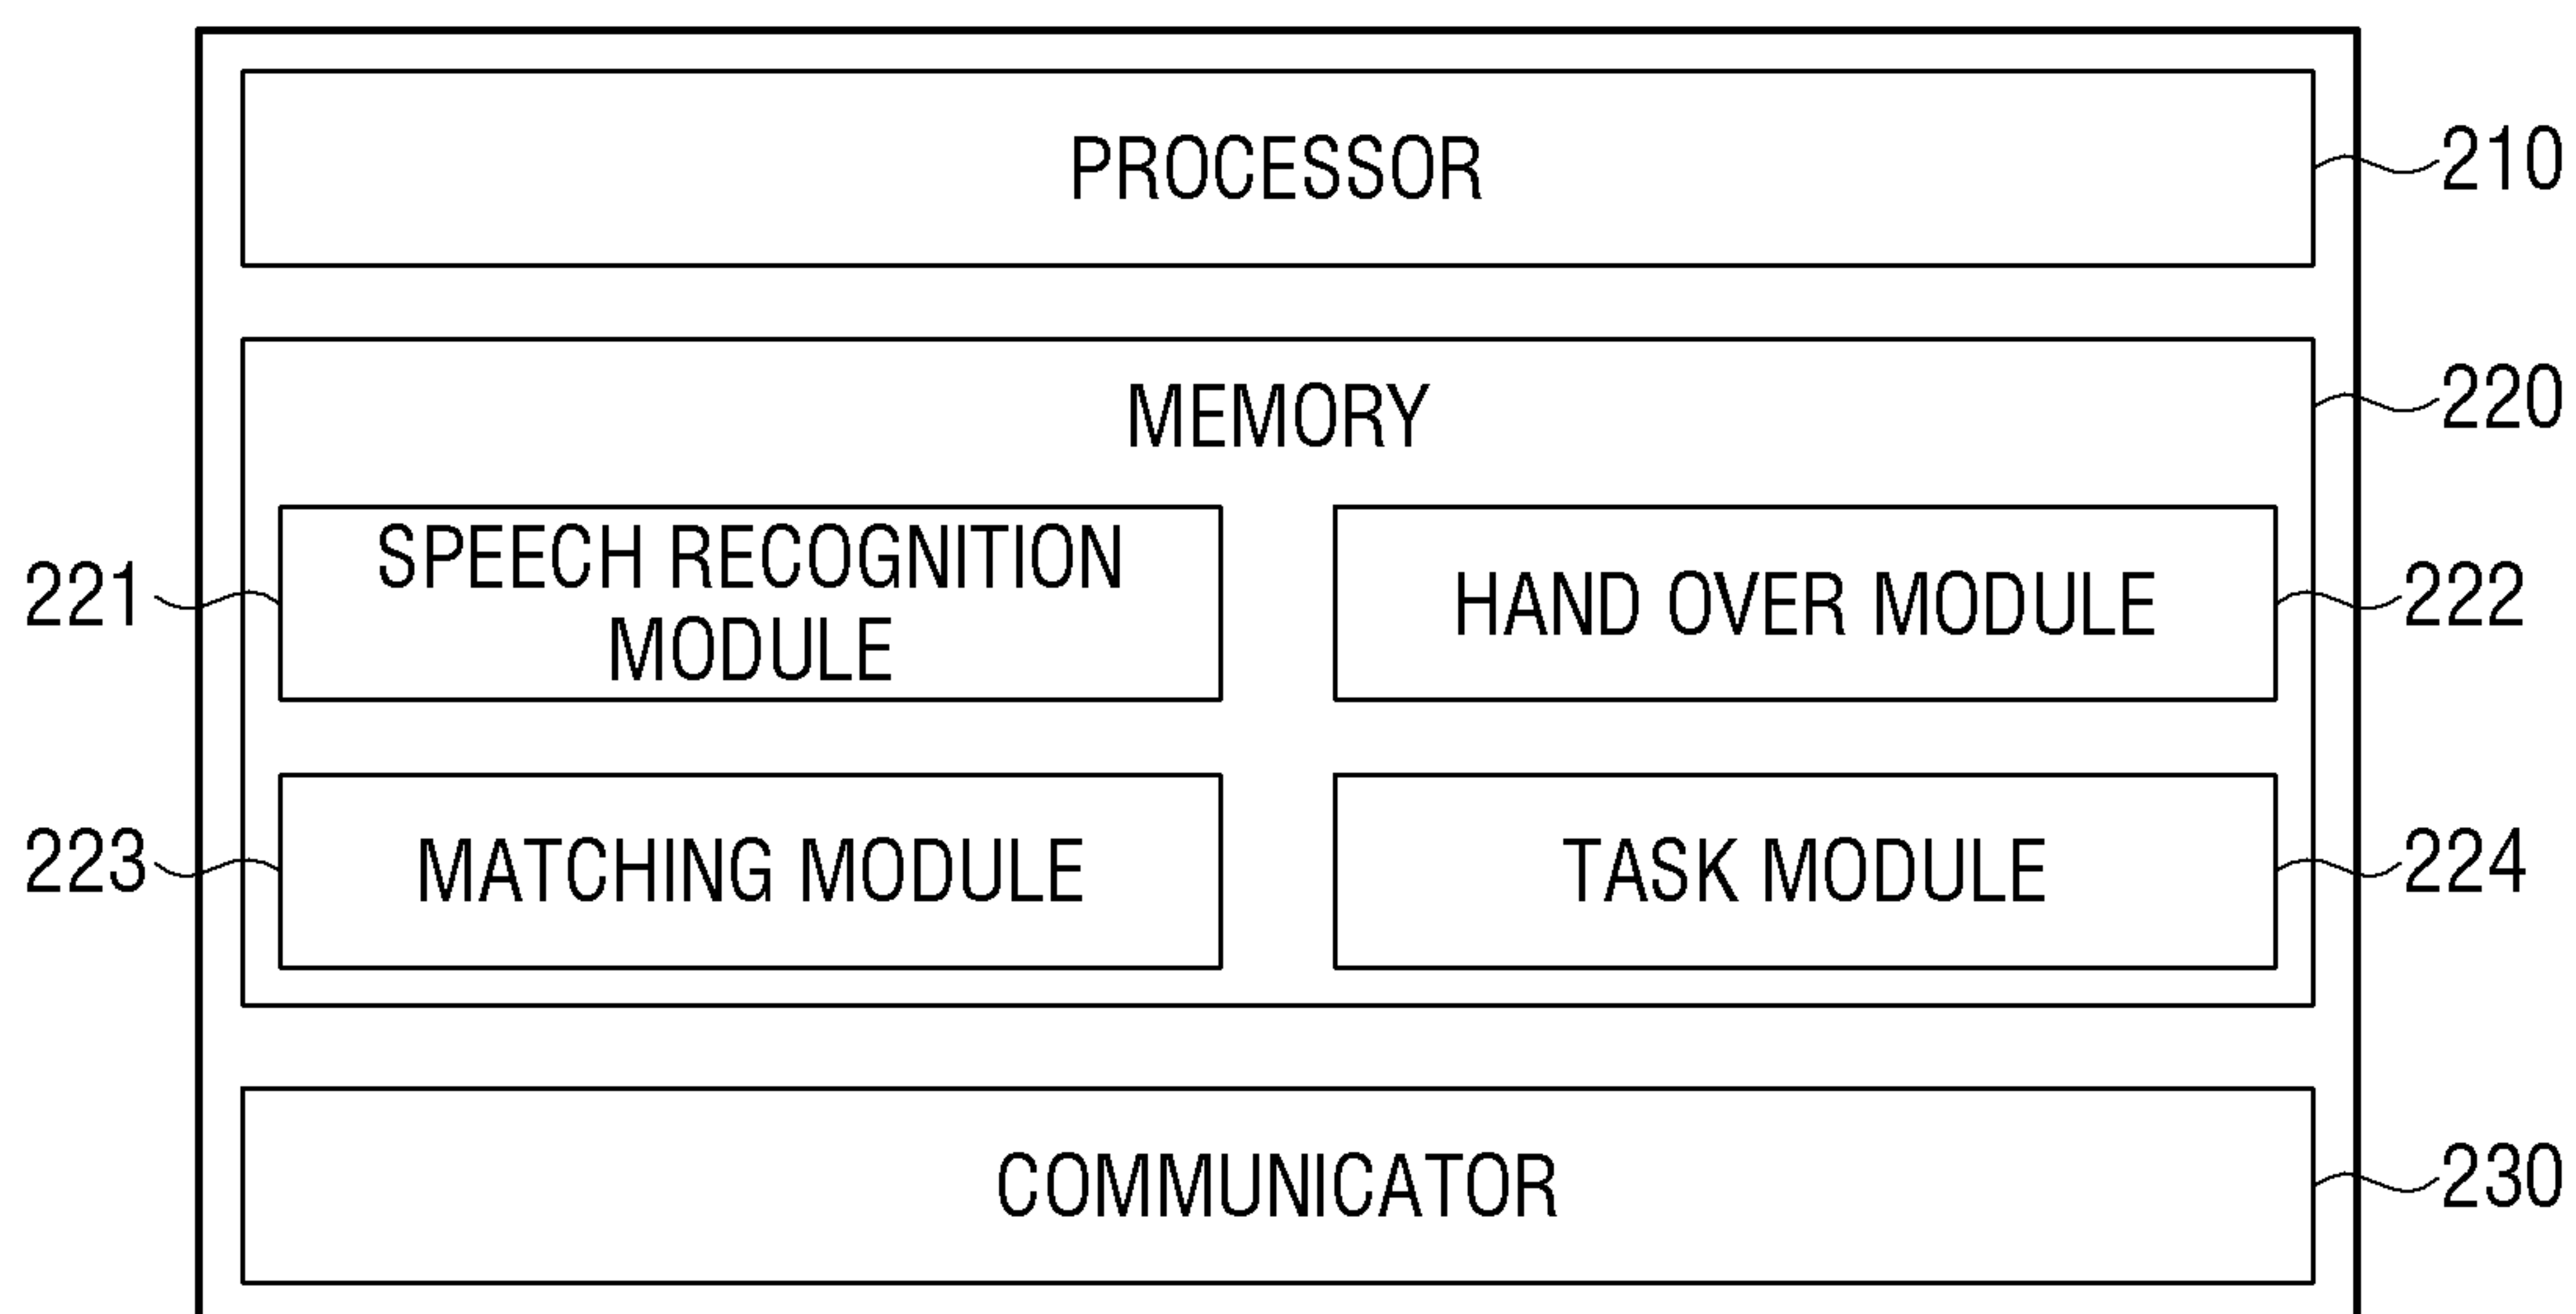 PROCESSOR
210
MEMORY
220
221
SPEECH RECOGNITION
MODULE
HAND OVER MODULE
222
223
MATCHING MODULE
TASK MODULE
224
COMMUNICATOR
230